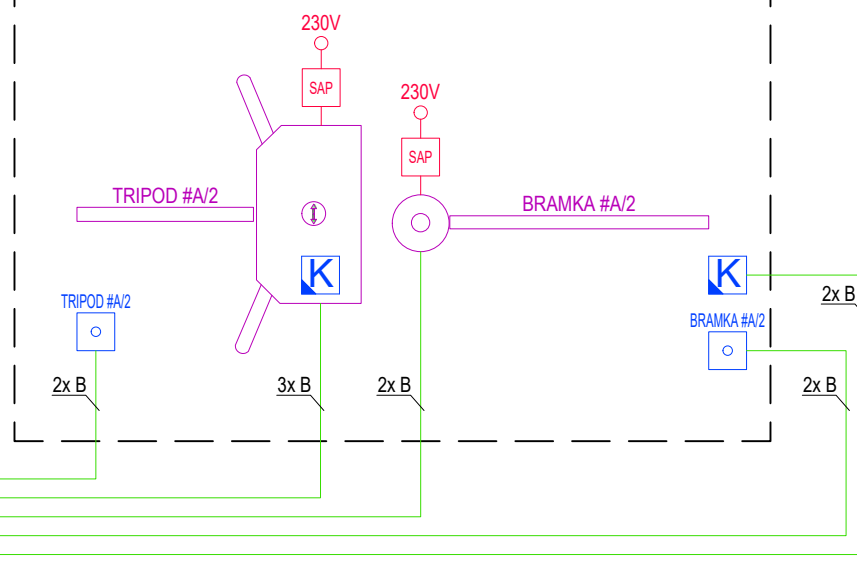 230V
SAP
230V
SAP
TRIPOD #A/2
BRAMKA #A/2
K
K
TRIPOD #A/2
2x B
BRAMKA #A/2
2x B
3x B
2x B
2x B